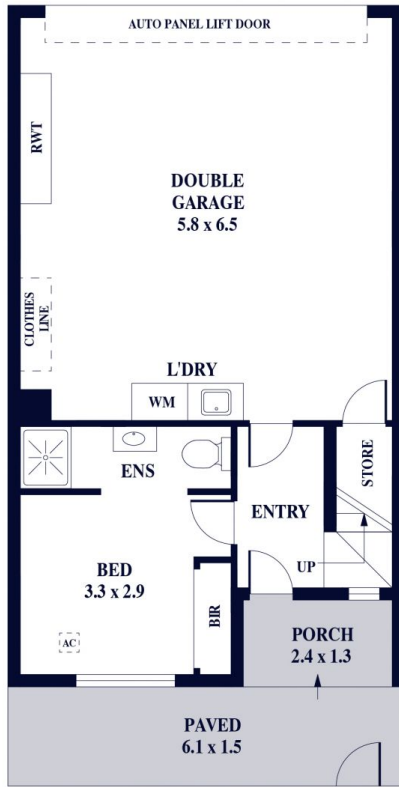 AUTO PANEL LIFT DOOR
RWT
DOUBLE
GARAGE
5.8 x 6.5
CLOTHES
LINE
L'DRY
WM
ENS
STORE
ENTRY
UP
BED
3.3 x 2.9
BIR
AC
PORCH
2.4 x 1.3
PAVED
6.1 x 1.5